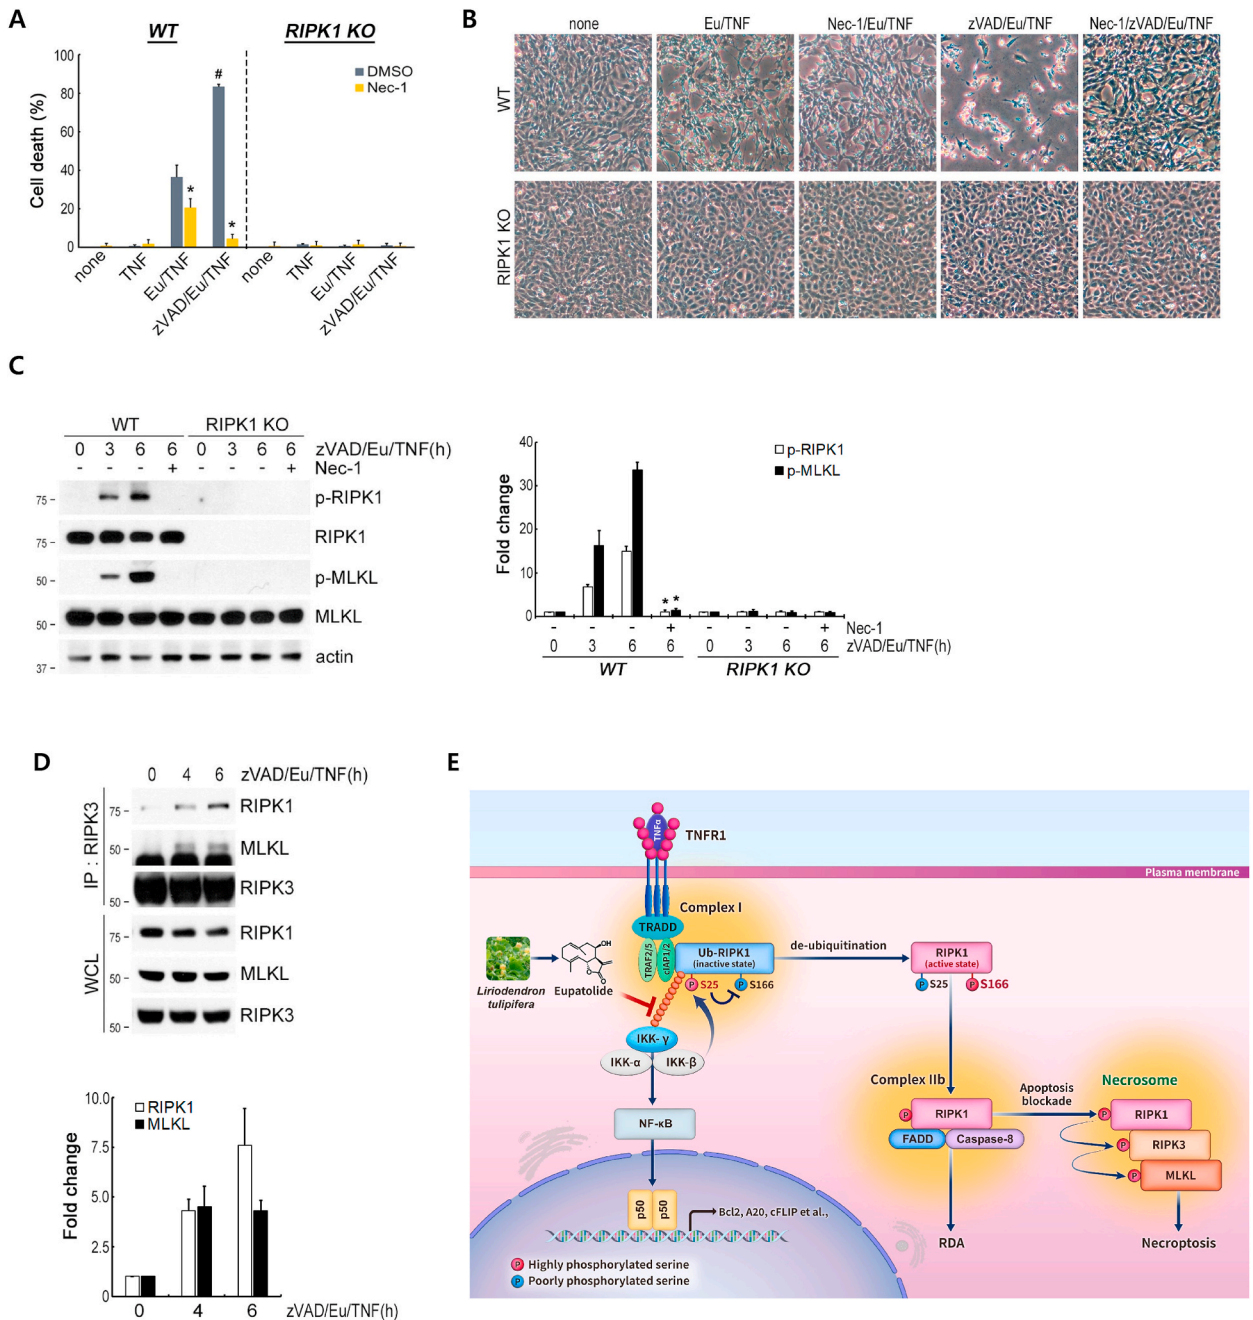 A
WT
RIPK1 KO
DMSO
Nec-1
Cell death (%)
100
80
60
40
20
0
#
*
*
none
TNF
Eu/TNF
zVAD/Eu/TNF
none
TNF
Eu/TNF
zVAD/Eu/TNF
B
none
Eu/TNF
Nec-1/Eu/TNF
zVAD/Eu/TNF
Nec-1/zVAD/Eu/TNF
WT
RIPK1 KO
C
WT
RIPK1 KO
0 3 6 6 0 3 6 6 zVAD/Eu/TNF(h)
- - - + - - - + Nec-1
75 - p-RIPK1
75 - RIPK1
50 - p-MLKL
50 - MLKL
37 - actin
Fold change
40
30
20
10
0
p-RIPK1
p-MLKL
* *
- - - + - - - + Nec-1
0 3 6 6 0 3 6 6 zVAD/Eu/TNF(h)
WT
RIPK1 KO
D
0 4 6 zVAD/Eu/TNF(h)
IP : RIPK3
75 - RIPK1
50 - MLKL
50 - RIPK3
WCL
75 - RIPK1
50 - MLKL
50 - RIPK3
Fold change
10.0
7.5
5.0
2.5
0
RIPK1
MLKL
0 4 6 zVAD/Eu/TNF(h)
E
TNFα
TNFR1
Plasma membrane
Complex I
TRADD
TRAF2/5
cIAP1/2
Ub-RIPK1
(inactive state)
P S25
P S166
de-ubiquitination
RIPK1
(active state)
P S25
P S166
Liriodendron
tulipifera
Eupatolide
OH
O
O
IKK- γ
IKK-α
IKK-β
NF-κB
p50
p50
Bcl2, A20, cFLIP et al.,
Complex IIb
P RIPK1
FADD
Caspase-8
RDA
Apoptosis
blockade
Necrosome
P RIPK1
P RIPK3
P MLKL
Necroptosis
P Highly phosphorylated serine
P Poorly phosphorylated serine